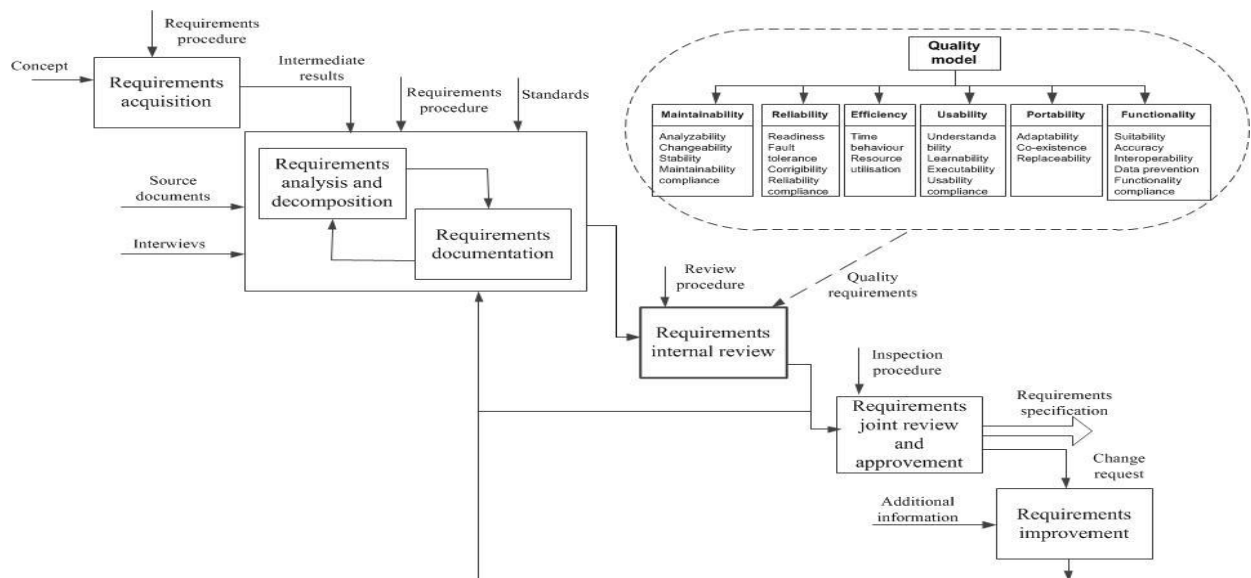 Requirements
procedure
Concept
Requirements
acquisition
Intermediate
results
Requirements
procedure
Standards
Source
documents
Interwievs
Requirements
analysis and
decomposition
Requirements
documentation
Quality
model
Maintainability
Analyzability
Changeability
Stability
Maintainability
compliance
Reliability
Readiness
Fault
tolerance
Corrigibility
Reliability
compliance
Efficiency
Time
behaviour
Resource
utilisation
Usability
Understanda
bility
Learnability
Executability
Usability
compliance
Portability
Adaptability
Co-existence
Replaceability
Functionality
Suitability
Accuracy
Interoperability
Data prevention
Functionality
compliance
Review
procedure
Quality
requirements
Requirements
internal review
Inspection
procedure
Requirements
joint review
and
approvement
Requirements
specification
Change
request
Additional
information
Requirements
improvement